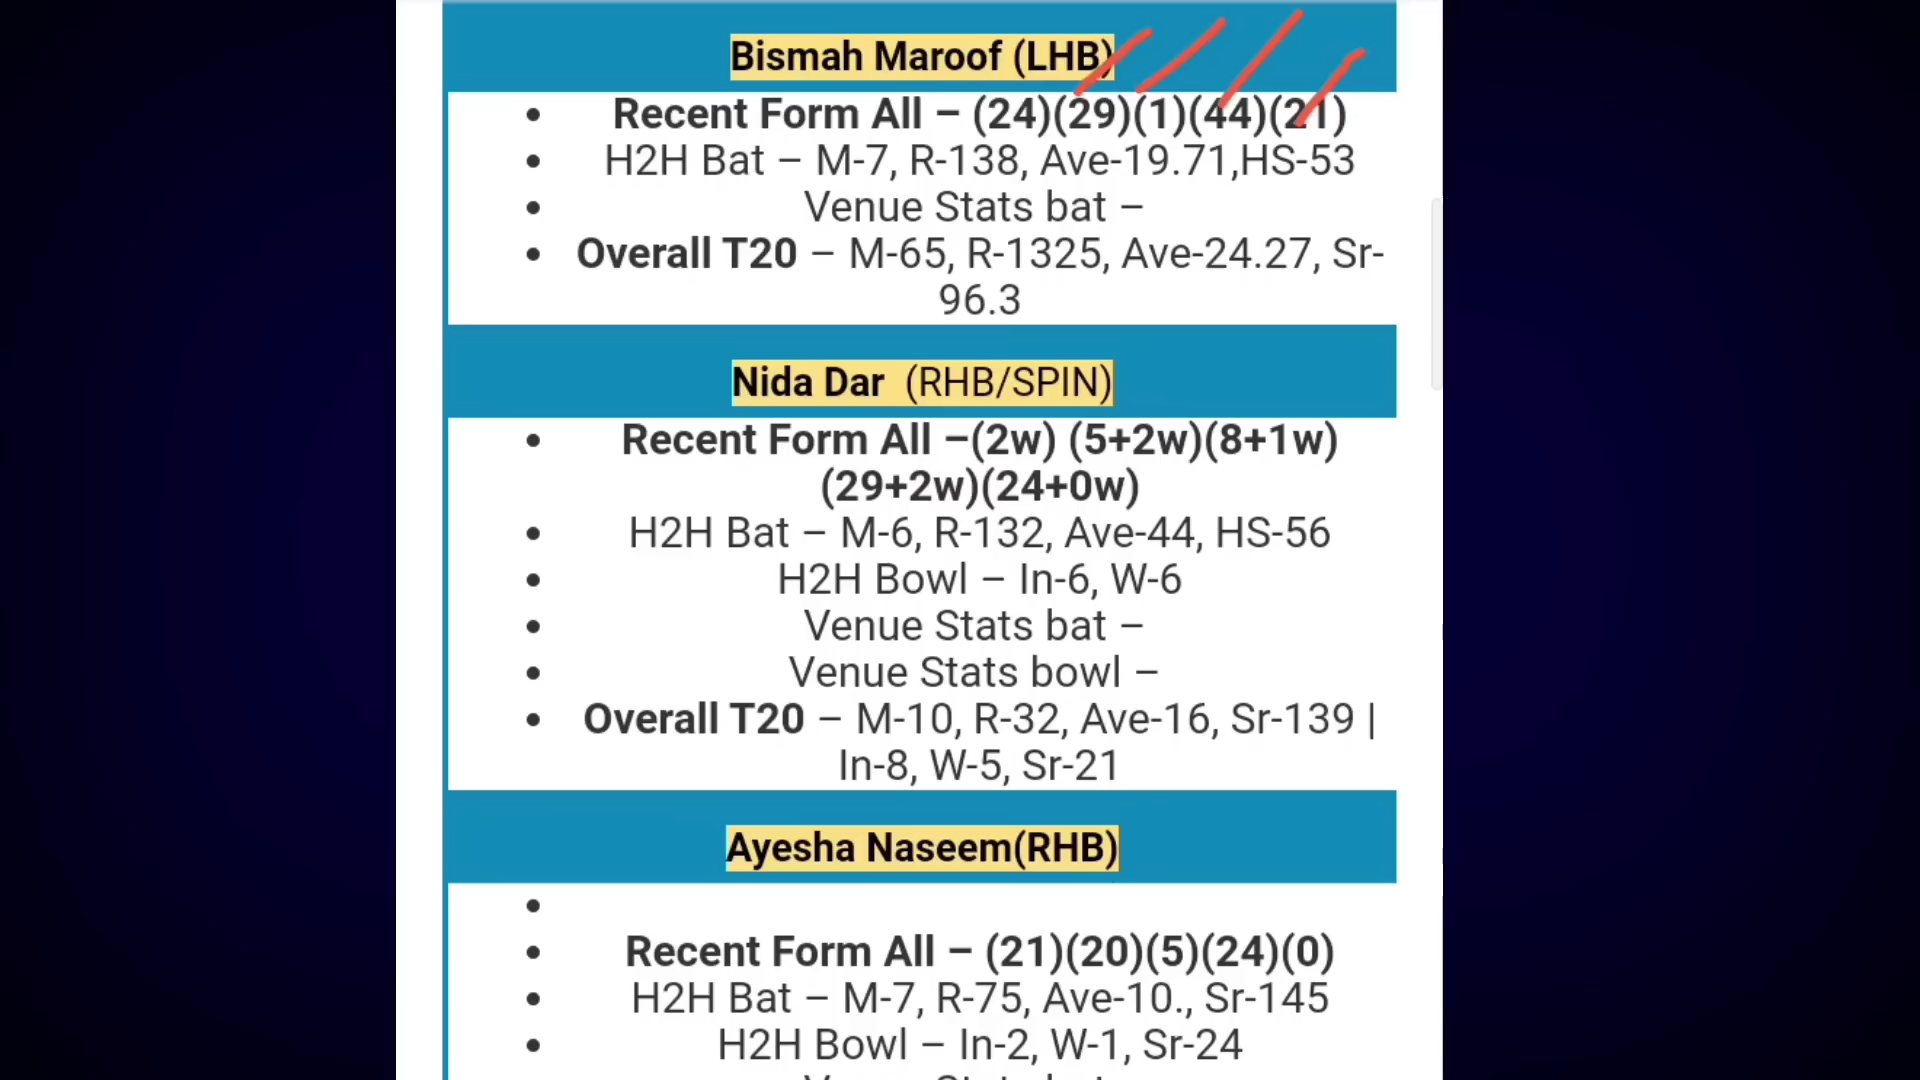 Bismah Maroof (LHB)
Recent Form All – (24)(29)(1)(44)(21)
H2H Bat – M-7, R-138, Ave-19.71,HS-53
Venue Stats bat –
Overall T20 – M-65, R-1325, Ave-24.27, Sr-
96.3
Nida Dar (RHB/SPIN)
Recent Form All –(2w) (5+2w)(8+1w)
(29+2w)(24+0w)
H2H Bat – M-6, R-132, Ave-44, HS-56
H2H Bowl – In-6, W-6
Venue Stats bat –
Venue Stats bowl –
Overall T20 – M-10, R-32, Ave-16, Sr-139 |
In-8, W-5, Sr-21
Ayesha Naseem(RHB)
Recent Form All – (21)(20)(5)(24)(0)
H2H Bat – M-7, R-75, Ave-10., Sr-145
H2H Bowl – In-2, W-1, Sr-24